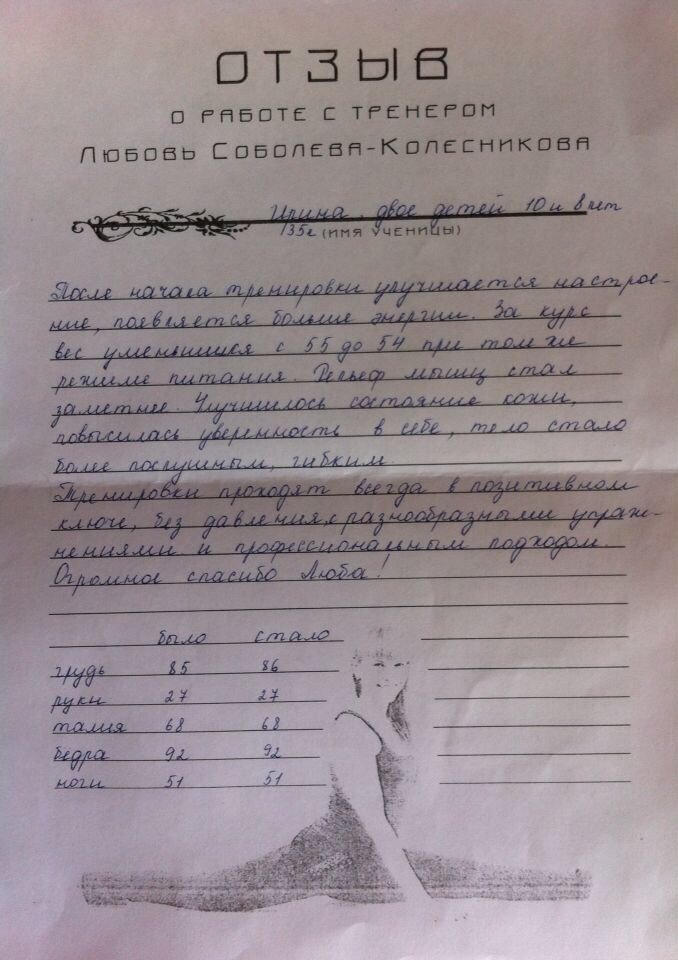 ОТЗЫВ
О РАБОТЕ С ТРЕНЕРОМ
ЛЮБОВЬ СОБОЛЕВА-КОЛЕСНИКОВА
Ирина, двое детей 10 и 8 лет
(ИМЯ УЧЕНИЦЫ)
После начала тренировки улучшается настрое-
ние, появляется больше энергии. За курс
вес уменьшился с 55 до 54 при том же
режиме питания. Рельеф мышц стал
заметнее. Улучшилось состояние кожи,
повысилась уверенность в себе, тело стало
более послушным, гибким.
Тренировки проходят всегда в позитивном
ключе, без давления, с разнообразными упраж-
нениями и профессиональным подходом.
Огромное спасибо Люба!
было стало
грудь 85 86
руки 27 27
талия 68 68
бедра 92 92
ноги 51 51